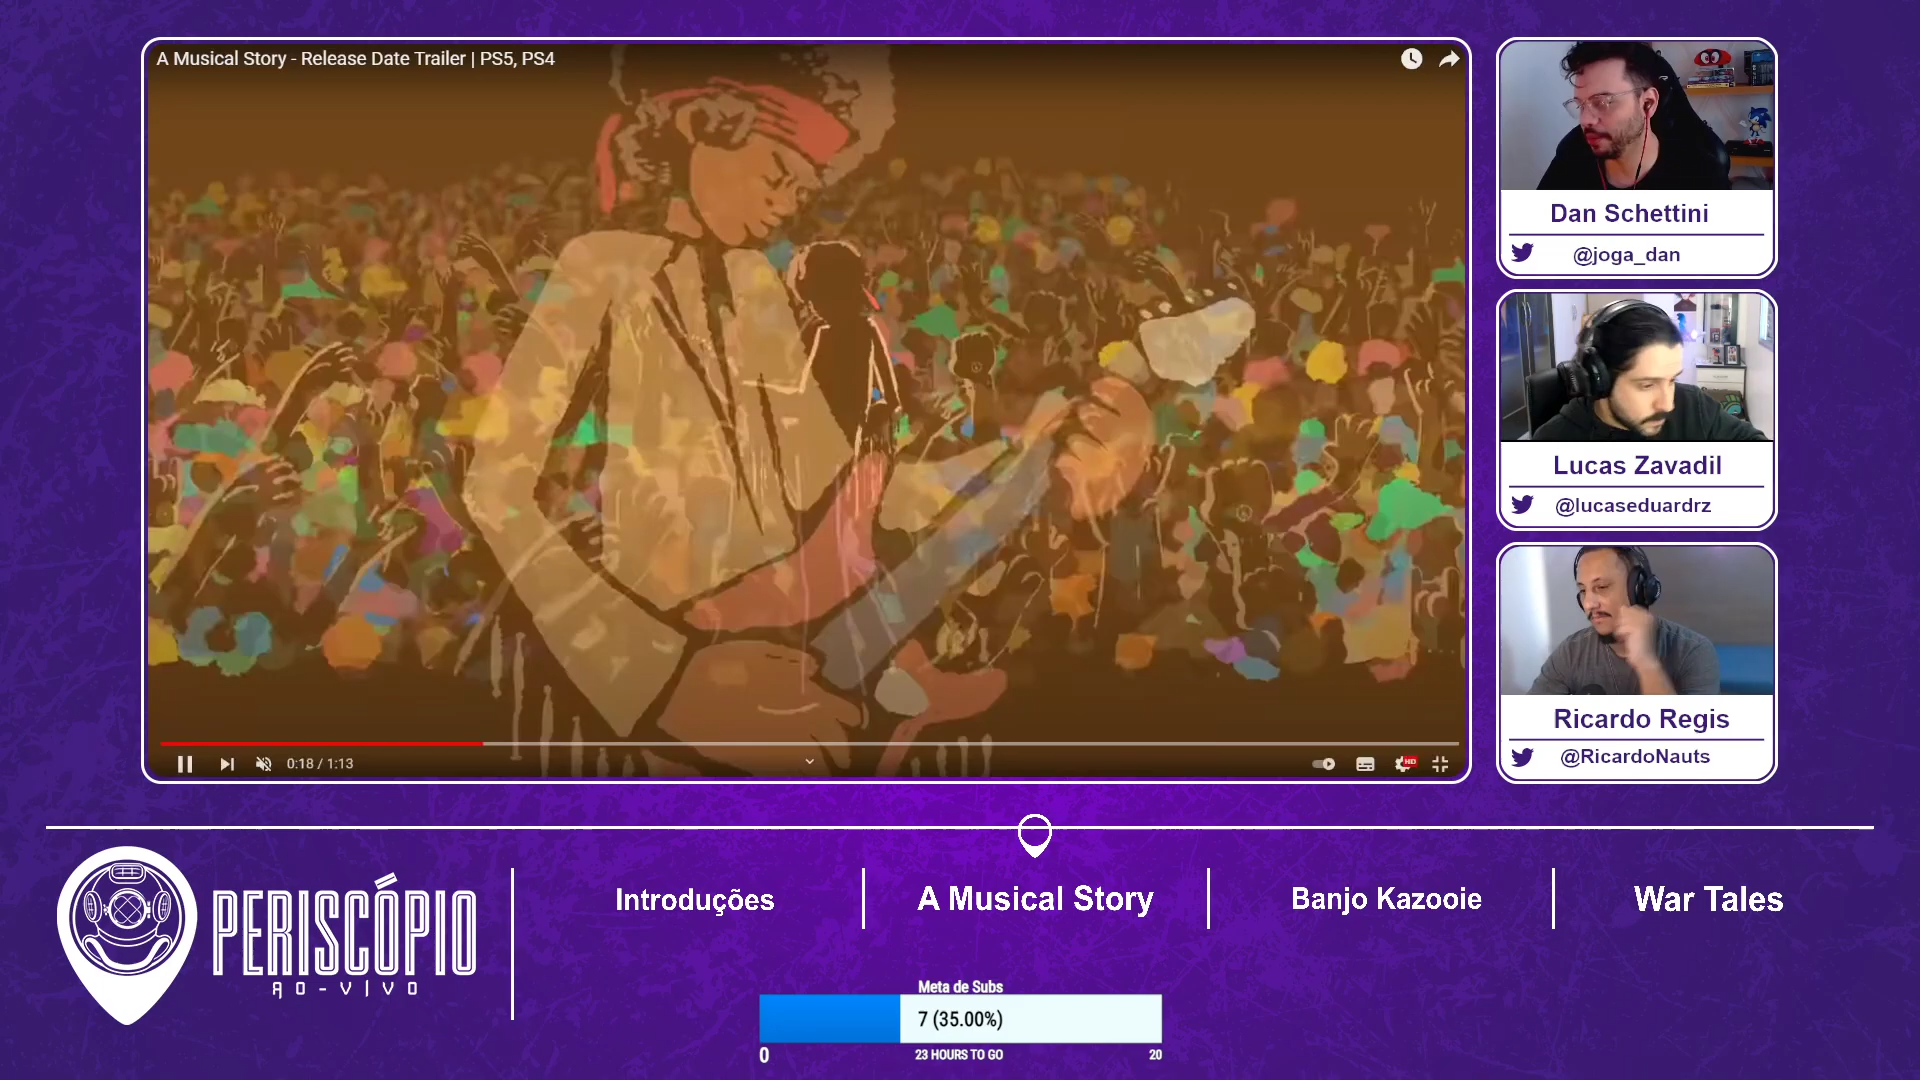 A Musical Story - Release Date Trailer | PS5, PS4
HD
0:18 / 1:13
Dan Schettini
@joga_dan
Lucas Zavadil
@lucaseduardrz
Ricardo Regis
@RicardoNauts
PERISCÓPIO
AO-VIVO
Introduções
A Musical Story
Banjo Kazooie
War Tales
Meta de Subs
7 (35.00%)
0
23 HOURS TO GO
20